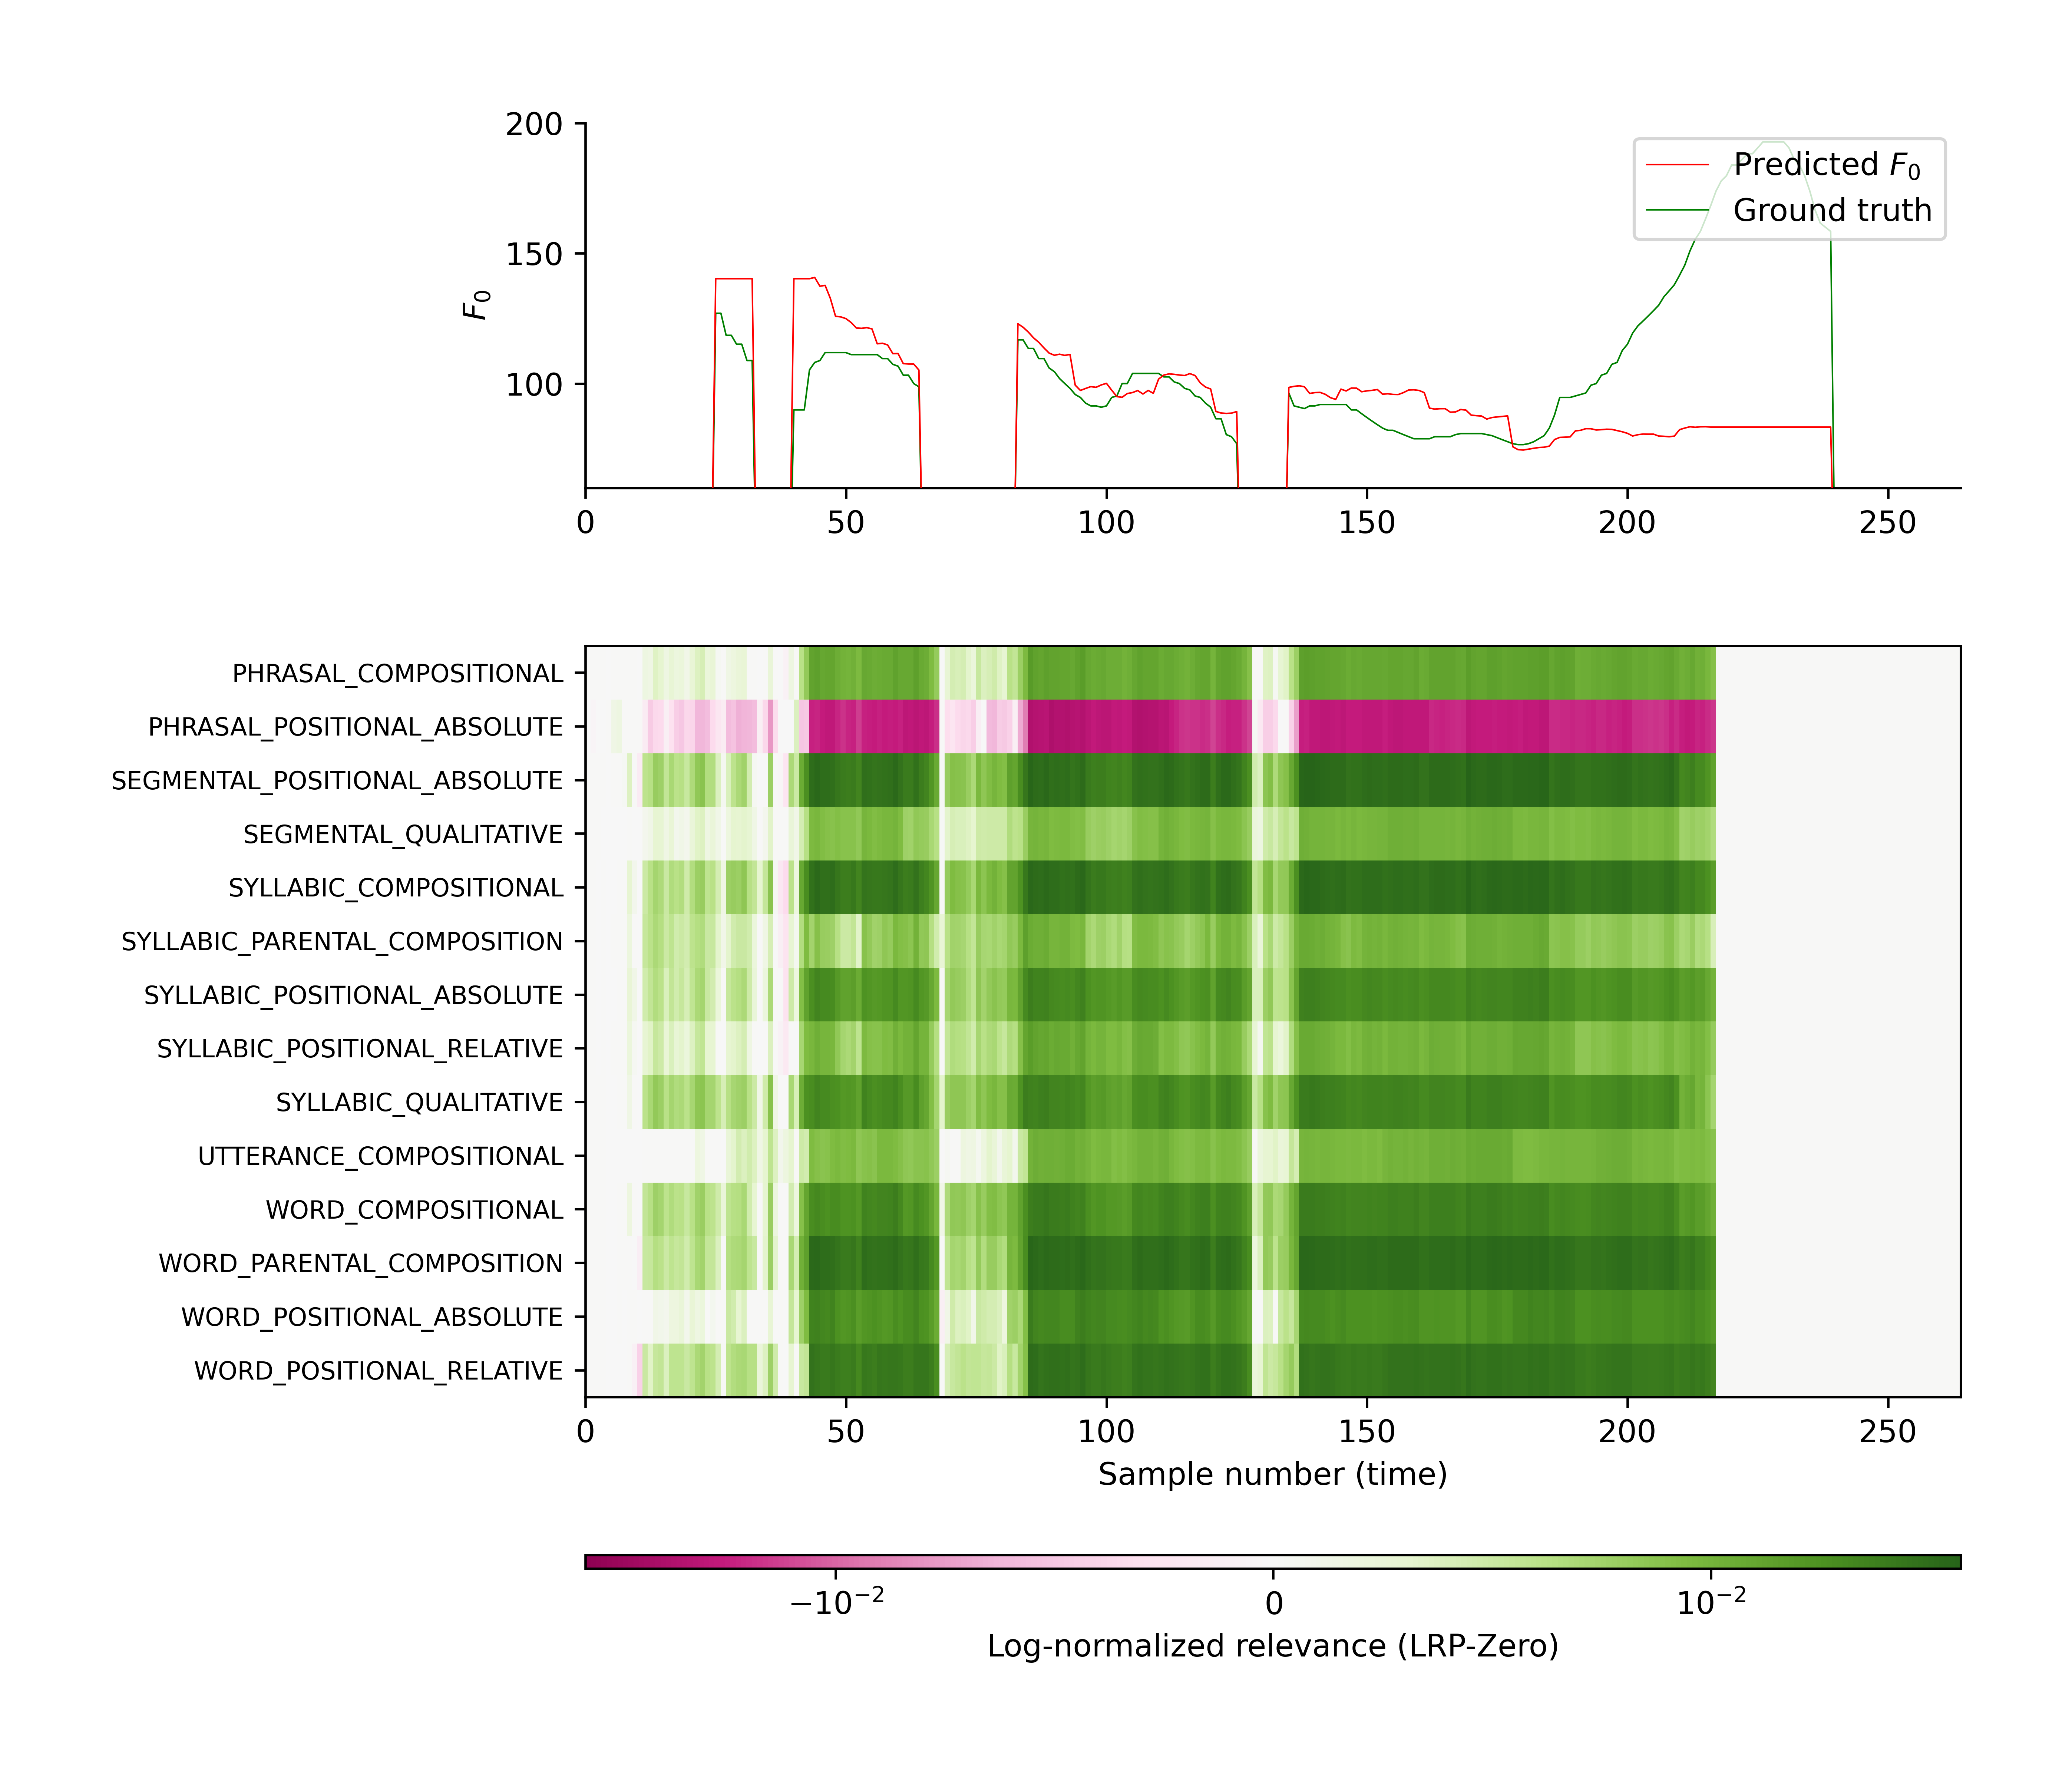 200
150
100
F₀
Predicted F₀
Ground truth
0 50 100 150 200 250
PHRASAL_COMPOSITIONAL
PHRASAL_POSITIONAL_ABSOLUTE
SEGMENTAL_POSITIONAL_ABSOLUTE
SEGMENTAL_QUALITATIVE
SYLLABIC_COMPOSITIONAL
SYLLABIC_PARENTAL_COMPOSITION
SYLLABIC_POSITIONAL_ABSOLUTE
SYLLABIC_POSITIONAL_RELATIVE
SYLLABIC_QUALITATIVE
UTTERANCE_COMPOSITIONAL
WORD_COMPOSITIONAL
WORD_PARENTAL_COMPOSITION
WORD_POSITIONAL_ABSOLUTE
WORD_POSITIONAL_RELATIVE
0 50 100 150 200 250
Sample number (time)
−10⁻² 0 10⁻²
Log-normalized relevance (LRP-Zero)